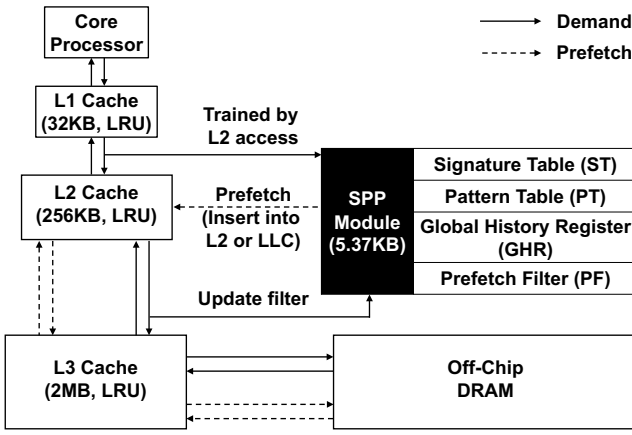 Core
Processor
Demand
Prefetch
L1 Cache
(32KB, LRU)
Trained by
L2 access
L2 Cache
(256KB, LRU)
Prefetch
(Insert into
L2 or LLC)
SPP
Module
(5.37KB)
Signature Table (ST)
Pattern Table (PT)
Global History Register
(GHR)
Prefetch Filter (PF)
Update filter
L3 Cache
(2MB, LRU)
Off-Chip
DRAM